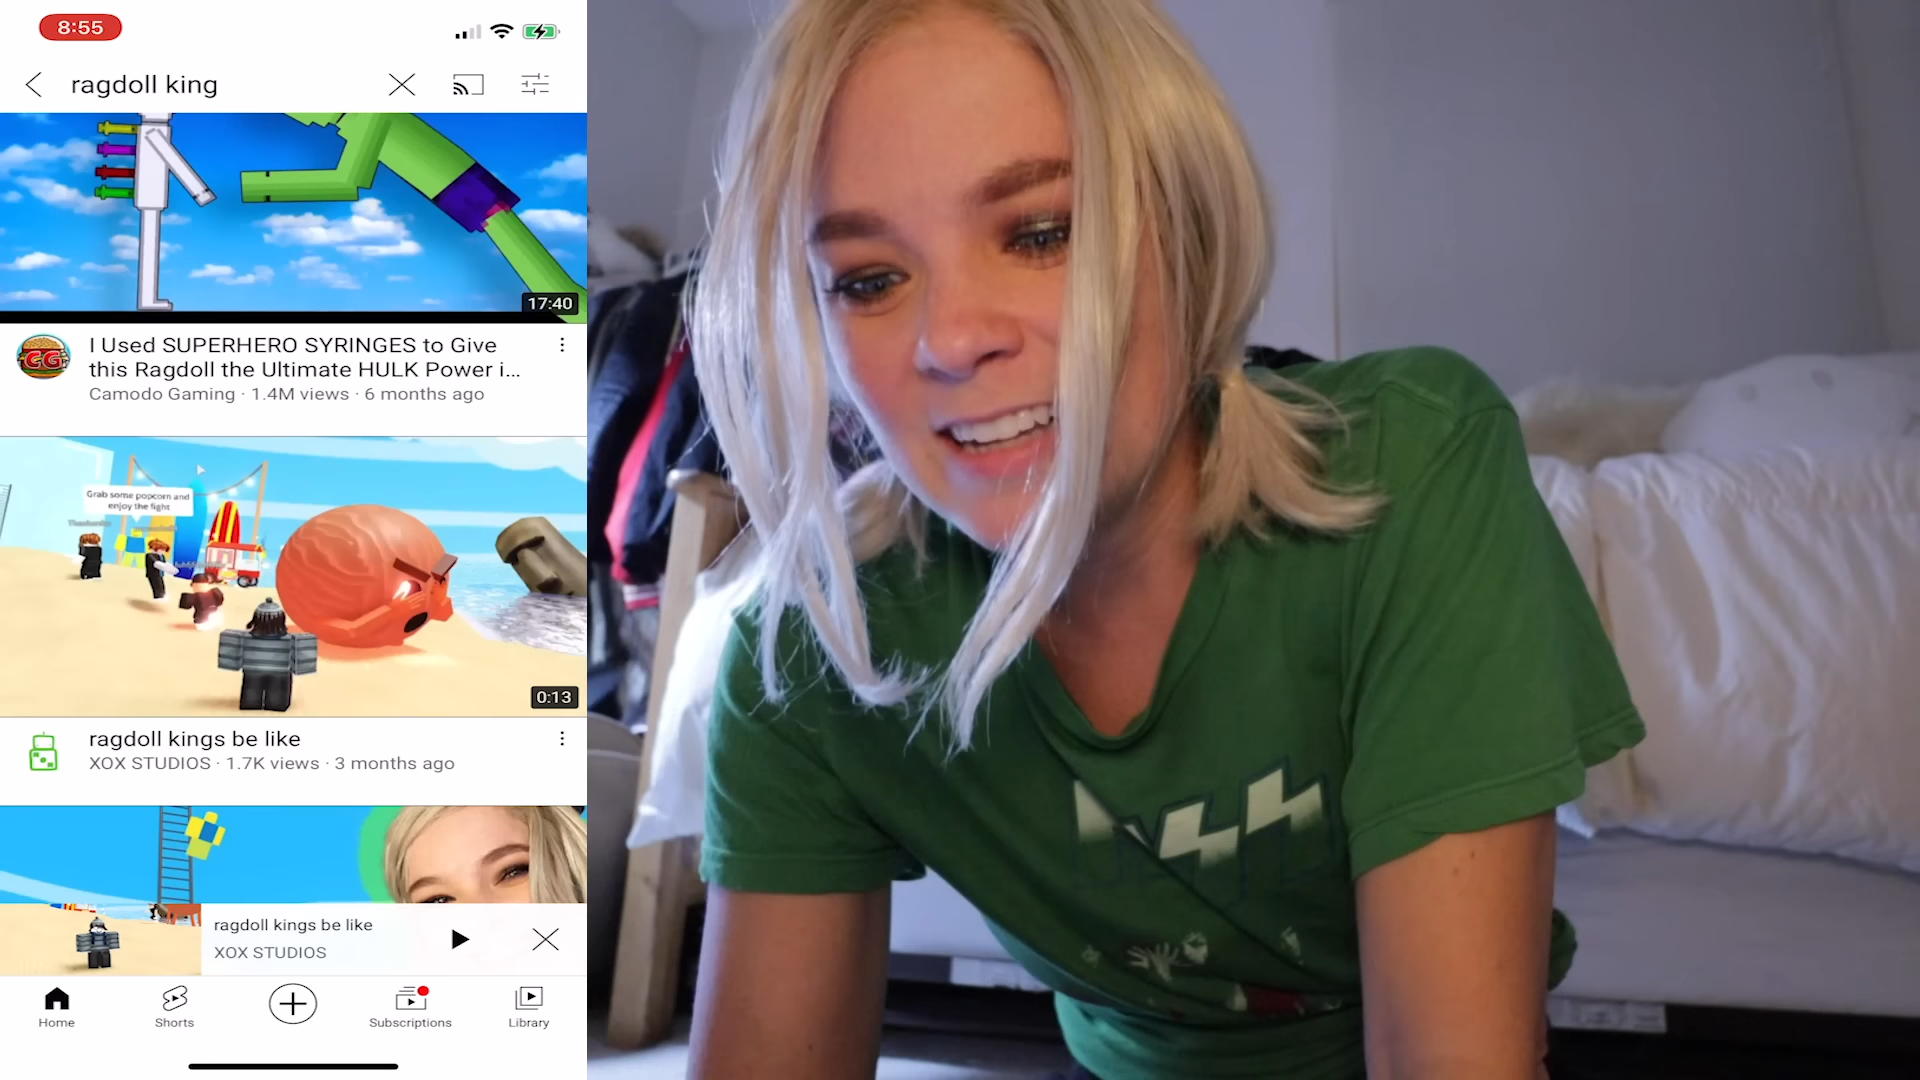 8:55
ragdoll king
17:40
CG
I Used SUPERHERO SYRINGES to Give
this Ragdoll the Ultimate HULK Power i...
Camodo Gaming · 1.4M views · 6 months ago
Grab some popcorn and
enjoy the fight
0:13
ragdoll kings be like
XOX STUDIOS · 1.7K views · 3 months ago
ragdoll kings be like
XOX STUDIOS
Home
Shorts
Subscriptions
Library